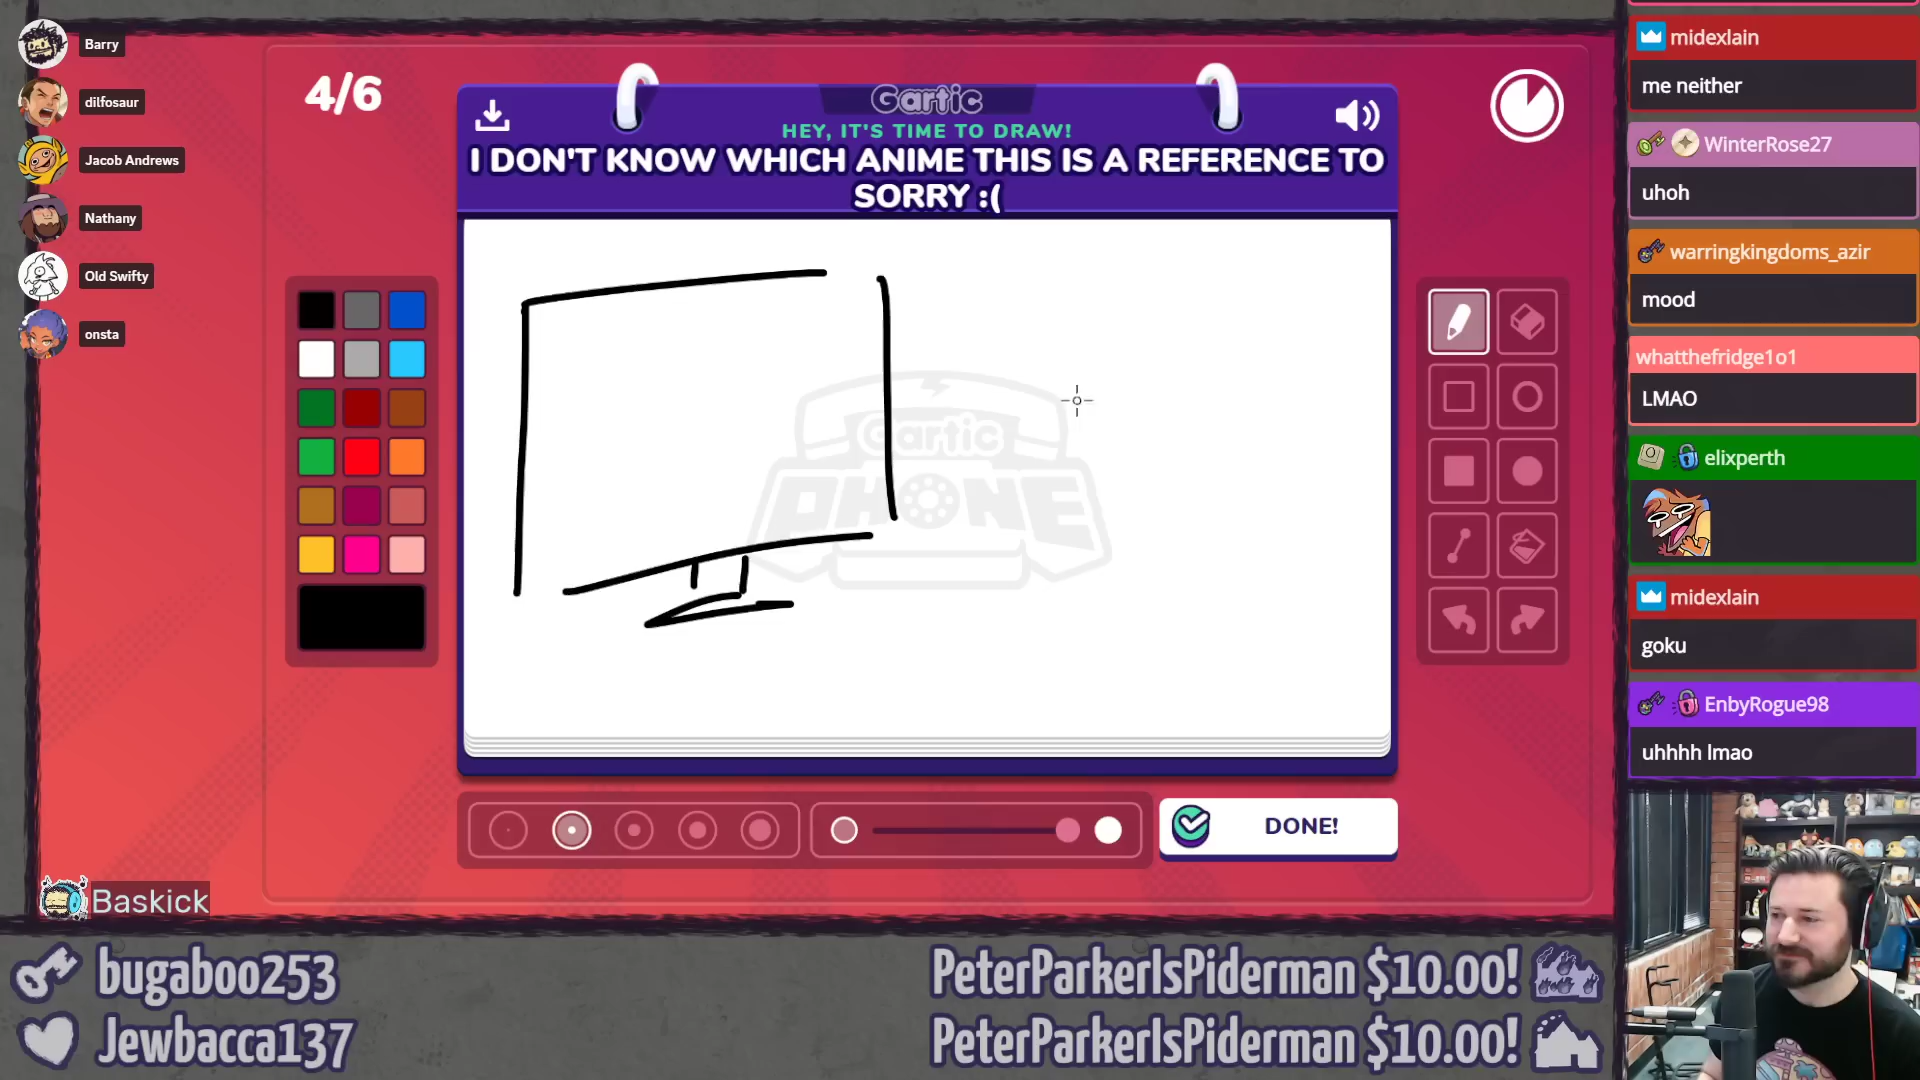 Barry
dilfosaur
Jacob Andrews
Nathany
Old Swifty
onsta
4/6
Gartic
HEY, IT'S TIME TO DRAW!
I DON'T KNOW WHICH ANIME THIS IS A REFERENCE TO
SORRY :(
Gartic
PHONE
DONE!
Baskick
midexlain
me neither
WinterRose27
uhoh
warringkingdoms_azir
mood
whatthefridge1o1
LMAO
elixperth
midexlain
goku
EnbyRogue98
uhhhh lmao
bugaboo253
Jewbacca137
PeterParkerIsPiderman $10.00!
PeterParkerIsPiderman $10.00!